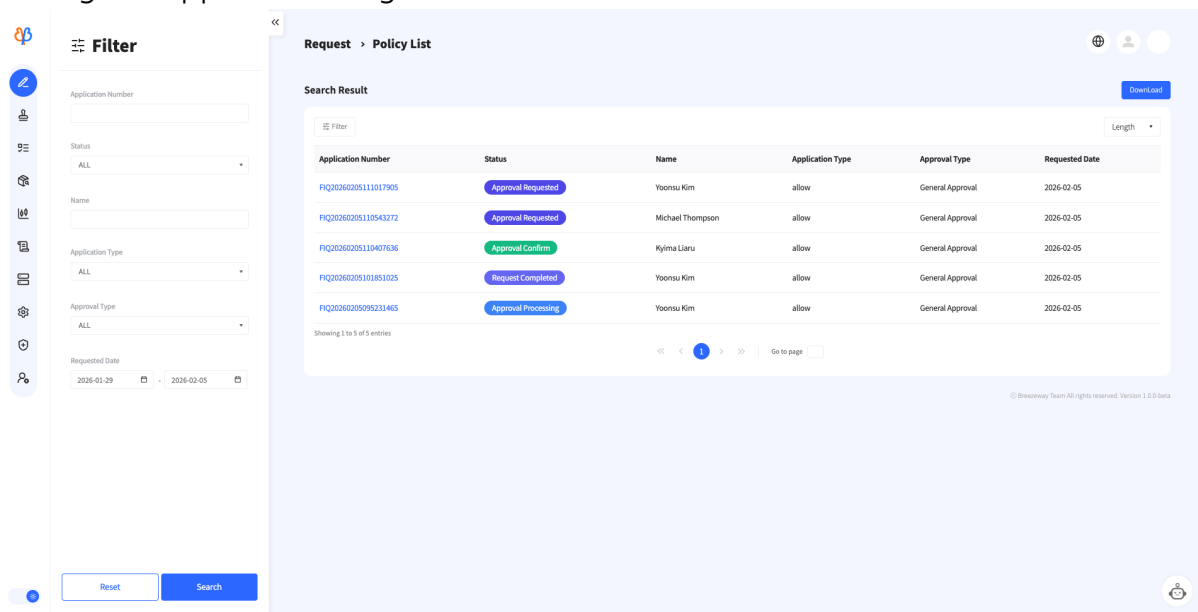 Filter
Application Number
Status
ALL
Name
Application Type
ALL
Approval Type
ALL
Requested Date
2026-01-29 - 2026-02-05
Reset Search
Request > Policy List
Search Result
DownLoad
Filter
Length
Application Number Status Name Application Type Approval Type Requested Date
FIQ20260205111017905 Approval Requested Yoonsu Kim allow General Approval 2026-02-05
FIQ20260205110543272 Approval Requested Michael Thompson allow General Approval 2026-02-05
FIQ20260205110407636 Approval Confirm Kyima Liaru allow General Approval 2026-02-05
FIQ20260205101851025 Request Completed Yoonsu Kim allow General Approval 2026-02-05
FIQ20260205095231465 Approval Processing Yoonsu Kim allow General Approval 2026-02-05
Showing 1 to 5 of 5 entries
« < 1 > » Go to page
ⓒ Breezeway Team All rights reserved. Version 1.0.0-beta